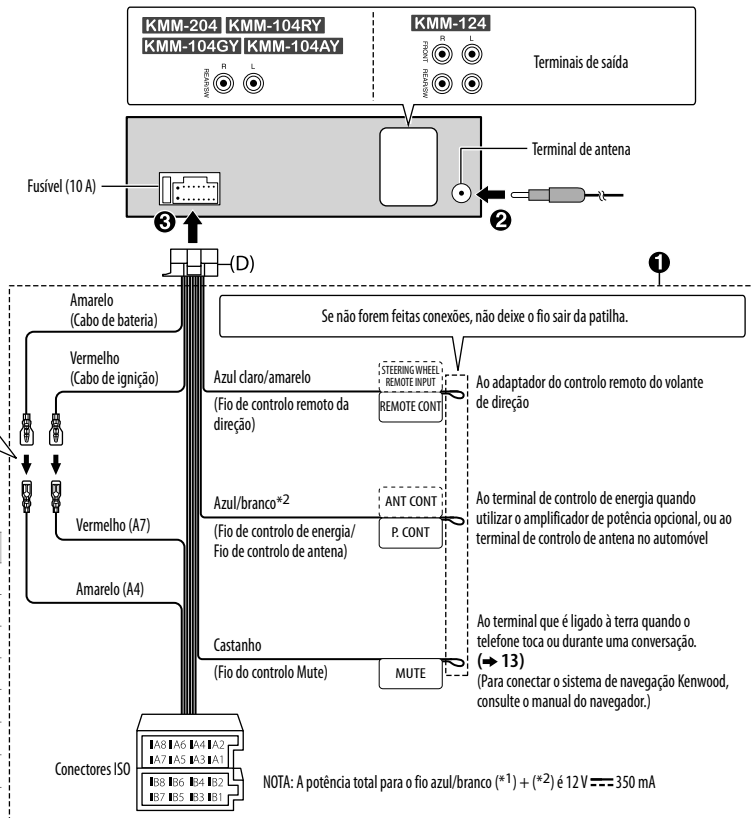 KMM-204 KMM-104RY
KMM-104GY KMM-104AY
R L
REAR/SW
KMM-124
R L
FRONT
REAR/SW
Terminais de saída
Terminal de antena
Fusível (10 A)
3
2
(D)
1
Amarelo
(Cabo de bateria)
Se não forem feitas conexões, não deixe o fio sair da patilha.
Vermelho
(Cabo de ignição)
Azul claro/amarelo
(Fio de controlo remoto da
direção)
STEERING WHEEL
REMOTE INPUT
REMOTE CONT
Ao adaptador do controlo remoto do volante
de direção
Azul/branco*2
(Fio de controlo de energia/
Fio de controlo de antena)
ANT CONT
P. CONT
Ao terminal de controlo de energia quando
utilizar o amplificador de potência opcional, ou ao
terminal de controlo de antena no automóvel
Vermelho (A7)
Amarelo (A4)
Castanho
(Fio do controlo Mute)
MUTE
Ao terminal que é ligado à terra quando o
telefone toca ou durante uma conversação.
(➡ 13)
(Para conectar o sistema de navegação Kenwood,
consulte o manual do navegador.)
Conectores ISO
A8 A6 A4 A2
A7 A5 A3 A1
B8 B6 B4 B2
B7 B5 B3 B1
NOTA: A potência total para o fio azul/branco (*1) + (*2) é 12 V ⎓ 350 mA